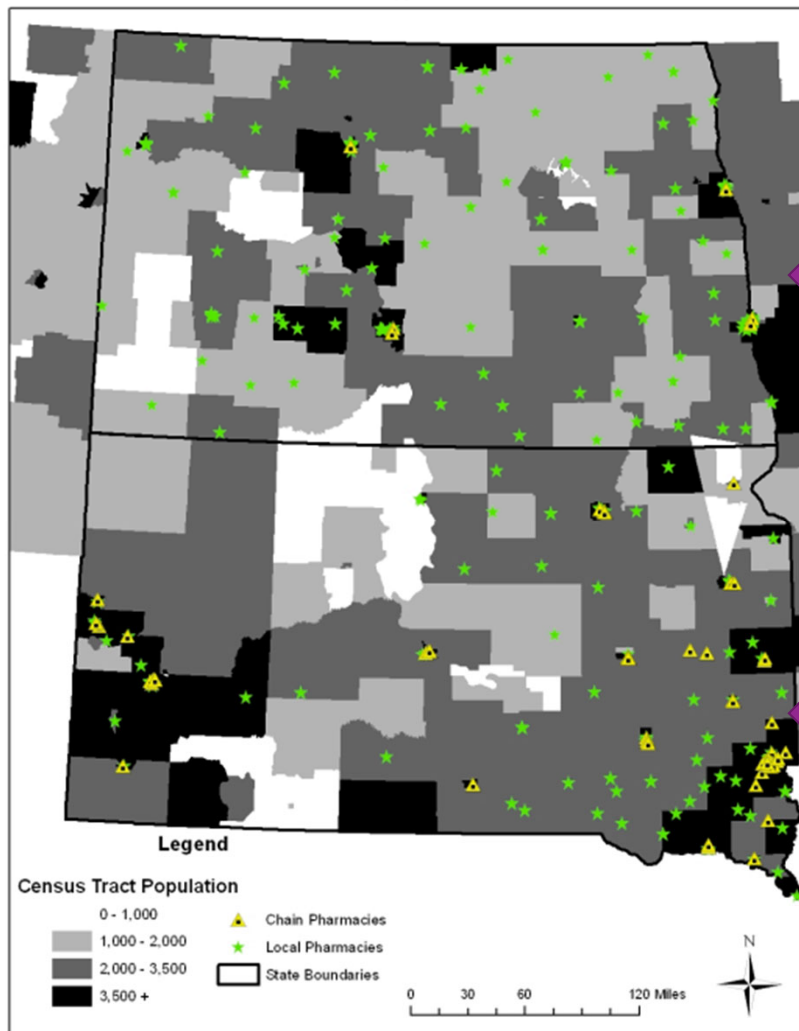 Legend
Census Tract Population
0 - 1,000
1,000 - 2,000
2,000 - 3,500
3,500 +
Chain Pharmacies
Local Pharmacies
State Boundaries
N
0 30 60 120 Miles